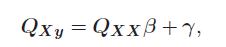 Q_{Xy} = Q_{XX}β + γ,